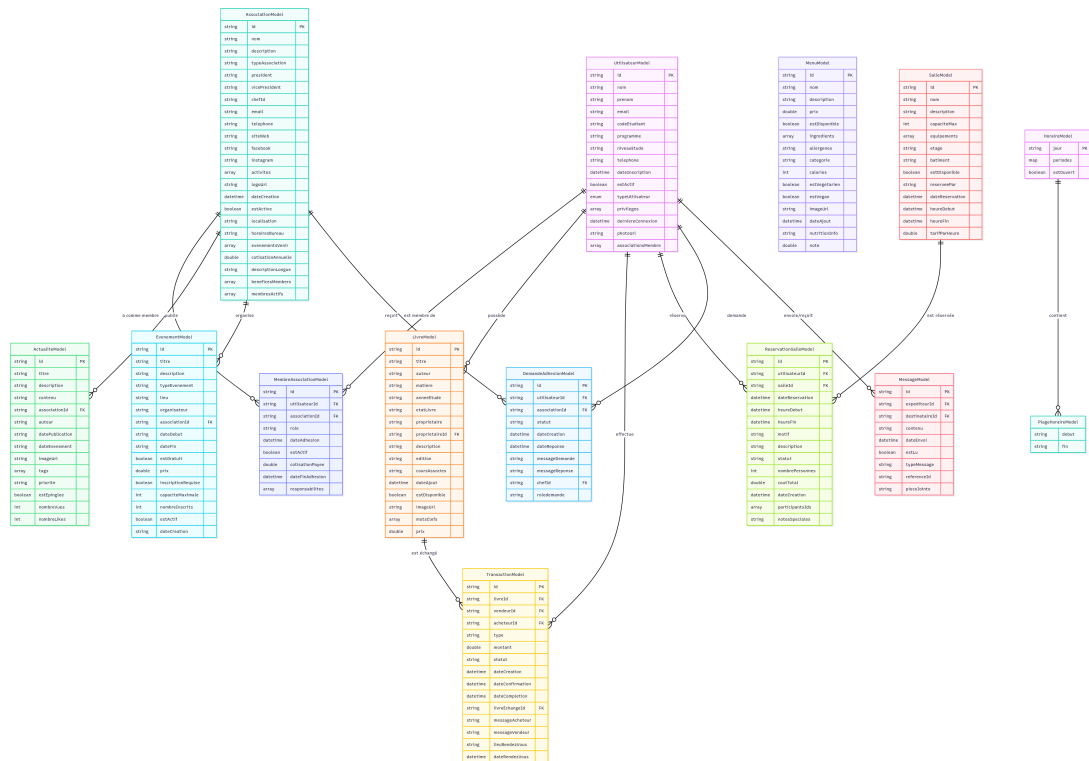 AssociationModel
string id PK
string nom
string description
string typeAssociation
string president
string vicePresident
string chefId
string email
string telephone
string siteWeb
string facebook
string instagram
array activites
string logoUrl
datetime dateCreation
boolean estActive
string localisation
string horairesBureau
array evenementsVenir
double cotisationAnnuelle
string descriptionLongue
array beneficesMembers
array membresActifs
UtilisateurModel
string id PK
string nom
string prenom
string email
string codeEtudiant
string programme
string niveauEtude
string telephone
datetime dateInscription
boolean estActif
enum typeUtilisateur
array privileges
datetime derniereConnexion
string photoUrl
array associationsMembre
MenuModel
string id PK
string nom
string description
double prix
boolean estDisponible
array ingredients
string allergenes
string categorie
int calories
boolean estVegetarien
boolean estVegan
string imageUrl
datetime dateAjout
string nutritionInfo
double note
SalleModel
string id PK
string nom
string description
int capaciteMax
array equipements
string etage
string batiment
boolean estDisponible
string reserveePar
datetime dateReservation
datetime heureDebut
datetime heureFin
double tarifParHeure
HoraireModel
string jour PK
map periodes
boolean estOuvert
a comme membre
publie
organise
reçoit
est membre de
possède
réserve
demande
envoie/reçoit
est réservée
contient
ActualiteModel
string id PK
string titre
string description
string contenu
string associationId FK
string auteur
string datePublication
string dateEvenement
string imageUrl
array tags
string priorite
boolean estEpinglee
int nombreVues
int nombreLikes
EvenementModel
string id PK
string titre
string description
string typeEvenement
string lieu
string organisateur
string associationId FK
string dateDebut
string dateFin
boolean estGratuit
double prix
boolean inscriptionRequise
int capaciteMaximale
int nombreInscrits
boolean estActif
string dateCreation
MembreAssociationModel
string id PK
string utilisateurId FK
string associationId FK
string role
datetime dateAdhesion
boolean estActif
double cotisationPayee
datetime dateFinAdhesion
array responsabilites
LivreModel
string id PK
string titre
string auteur
string matiere
string anneeEtude
string etatLivre
string proprietaire
string proprietaireId FK
string description
string edition
string coursAssocies
datetime dateAjout
boolean estDisponible
string imageUrl
array motsClefs
double prix
DemandeAdhesionModel
string id PK
string utilisateurId FK
string associationId FK
string statut
datetime dateCreation
datetime dateReponse
string messageDemande
string messageReponse
string chefId FK
string roledemande
effectue
ReservationSalleModel
string id PK
string utilisateurId FK
string salleId FK
datetime dateReservation
datetime heureDebut
datetime heureFin
string motif
string description
string statut
int nombrePersonnes
double coutTotal
datetime dateCreation
array participantsIds
string notesSpeciales
MessageModel
string id PK
string expediteurId FK
string destinataireId FK
string contenu
datetime dateEnvoi
boolean estLu
string typeMessage
string referenceId
string pieceJointe
PlageHoraireModel
string debut
string fin
est échangé
TransactionModel
string id PK
string livreId FK
string vendeurId FK
string acheteurId FK
string type
double montant
string statut
datetime dateCreation
datetime dateConfirmation
datetime dateCompletion
string livreEchangeId FK
string messageAcheteur
string messageVendeur
string lieuRendezVous
datetime dateRendezVous